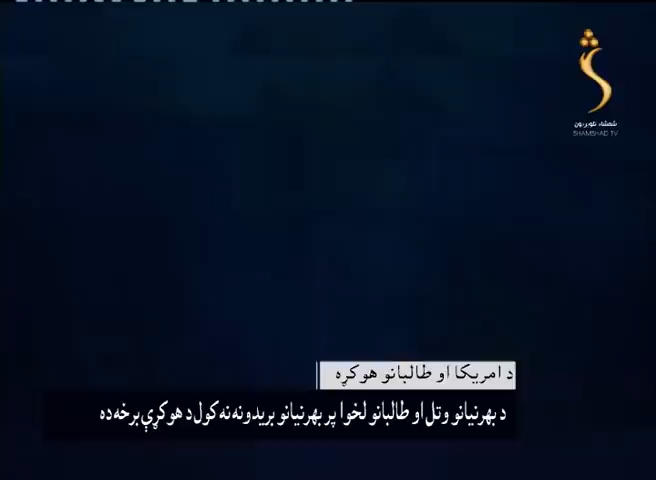 شمشاد تلویزیون
SHAMSHAD TV
د امریکا او طالبانو هوکړه
د بهرنیانو وتل او طالبانو لخوا پر بهرنیانو بریدونه نه کول د هوکړې برخه ده